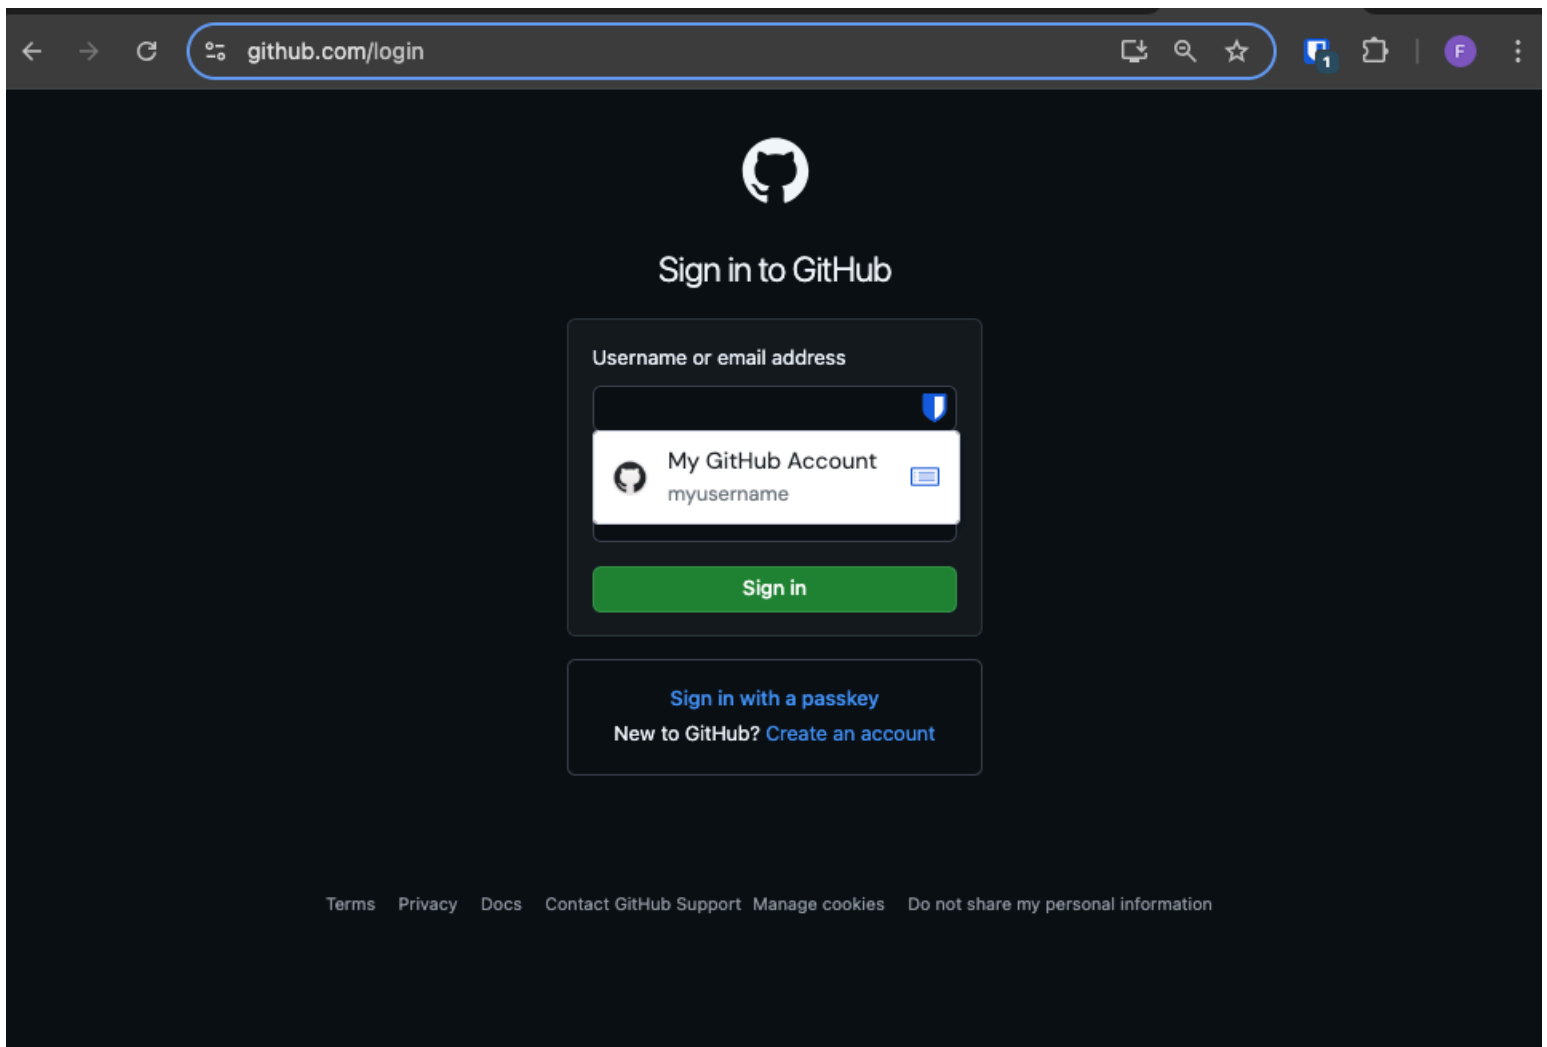 github.com/login
1
F
Sign in to GitHub
Username or email address
My GitHub Account
myusername
Sign in
Sign in with a passkey
New to GitHub? Create an account
Terms Privacy Docs Contact GitHub Support Manage cookies Do not share my personal information